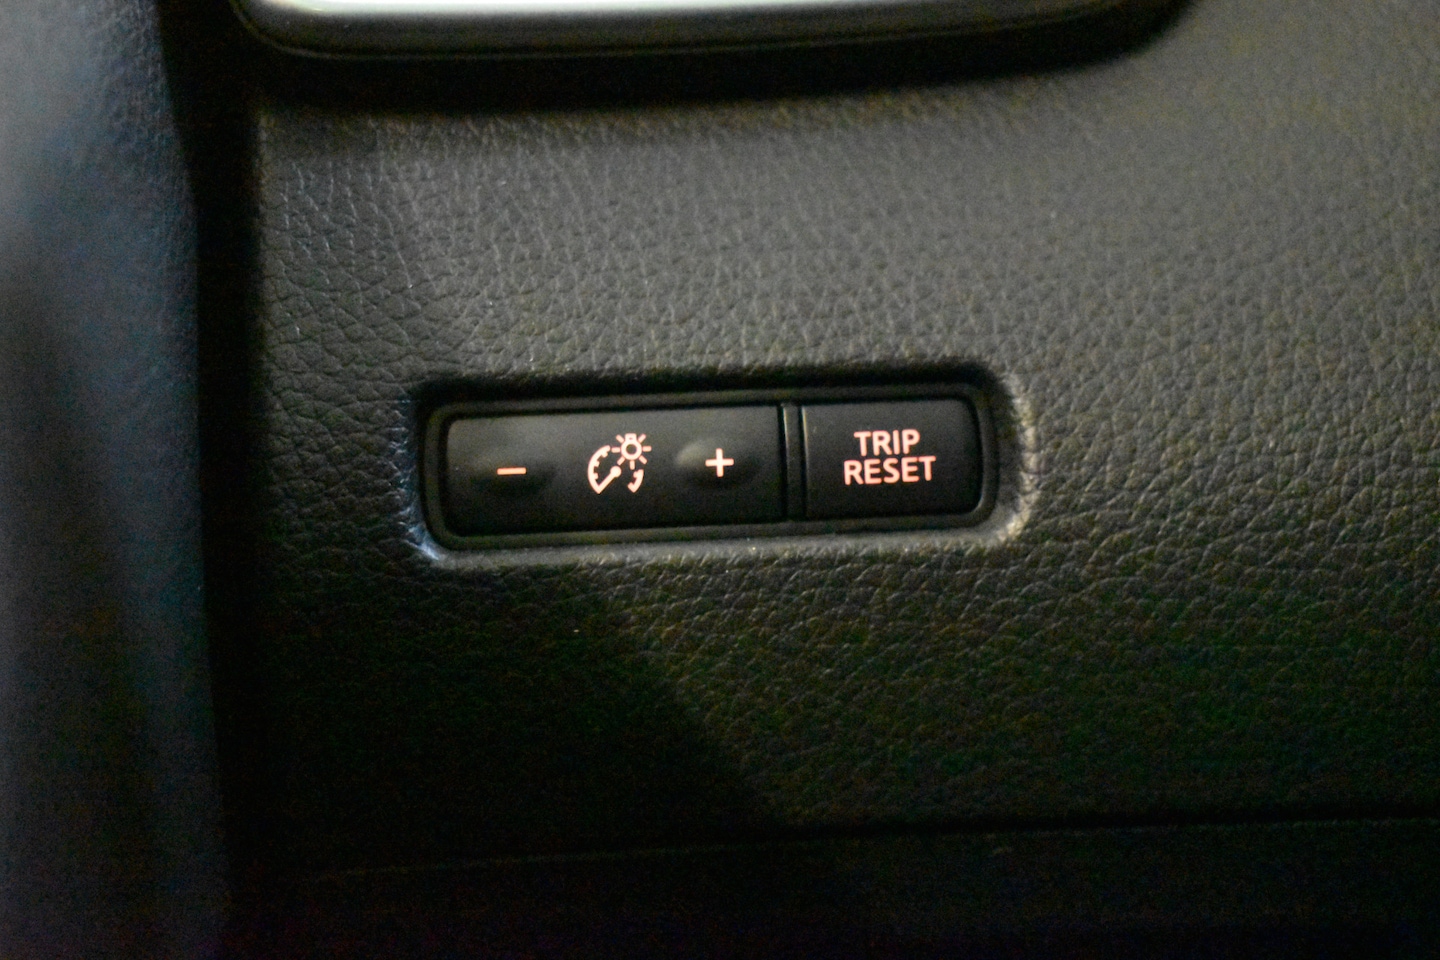 − +
TRIP
RESET